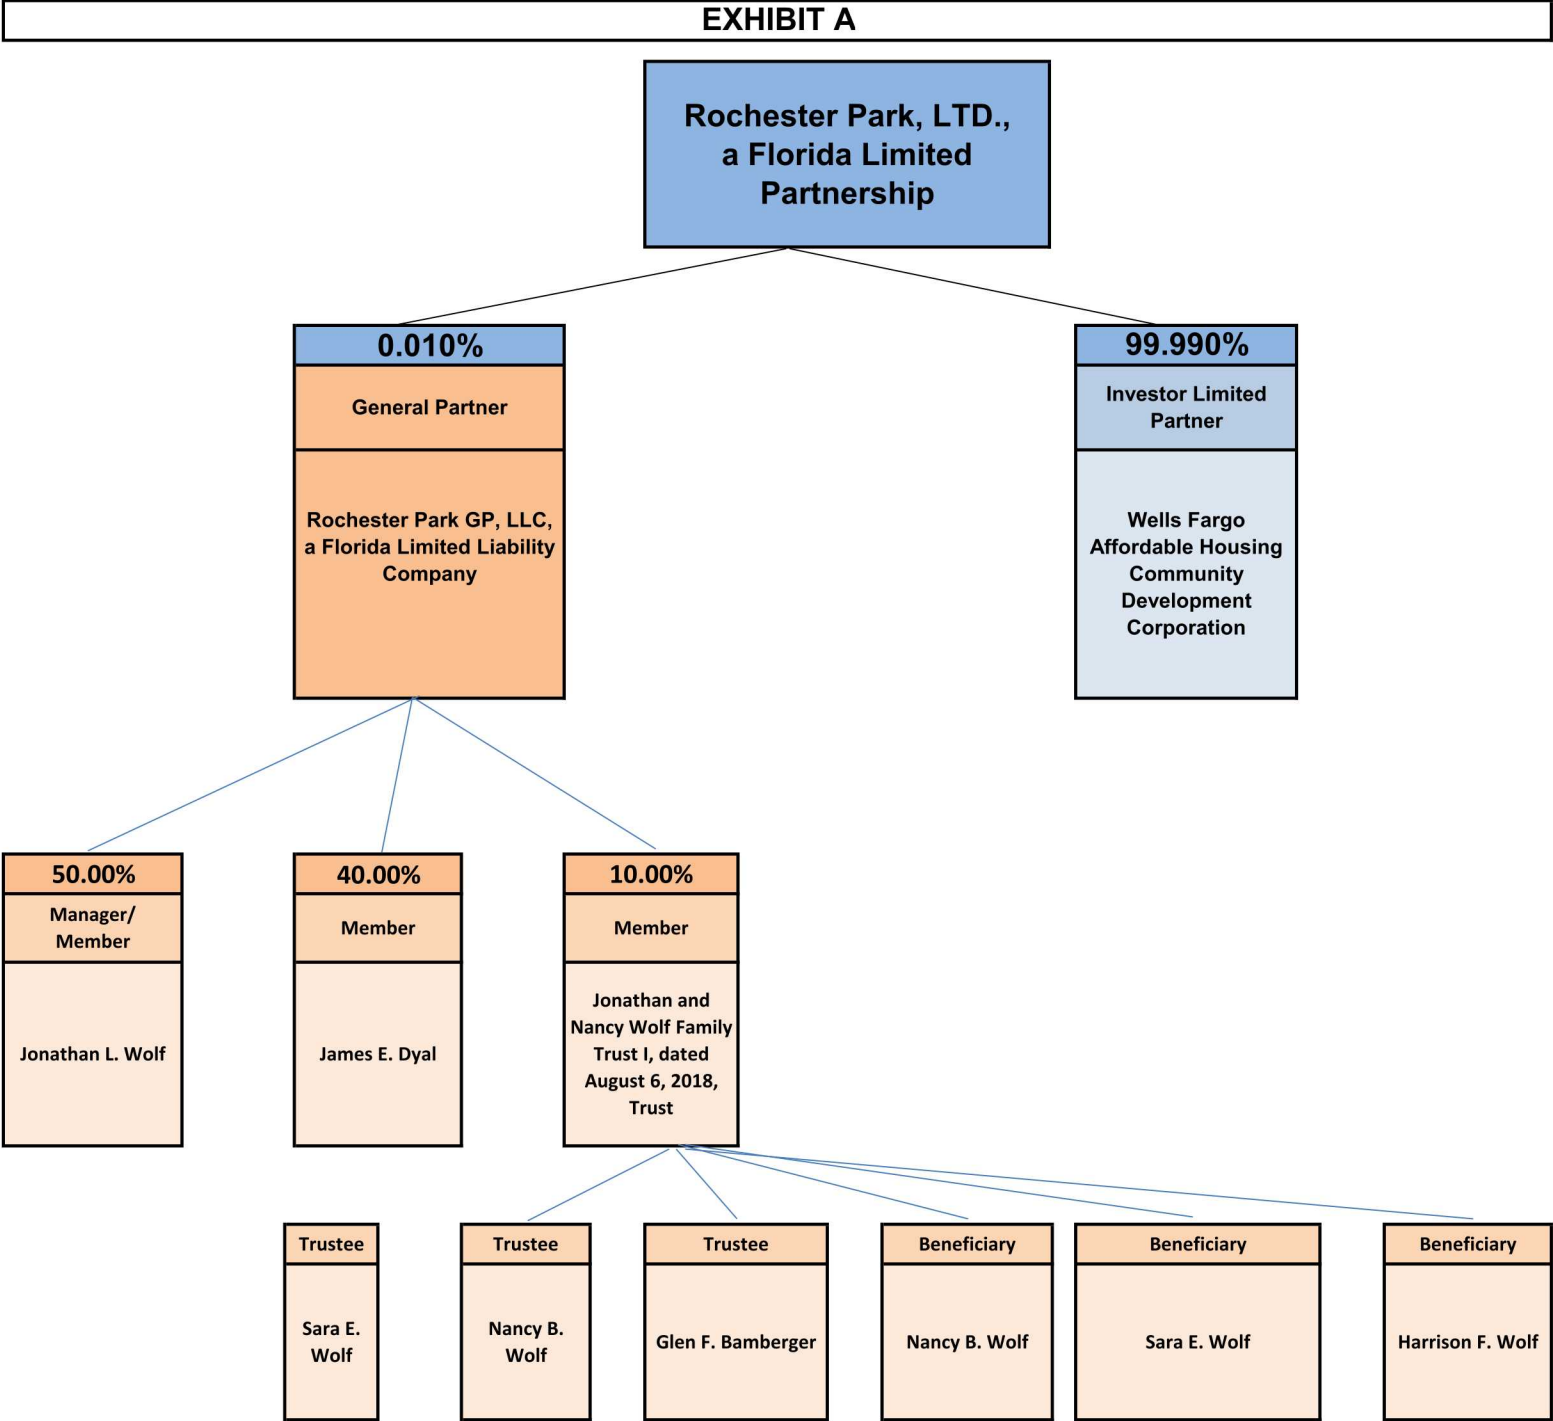 EXHIBIT A
Rochester Park, LTD.,
a Florida Limited
Partnership
0.010%
General Partner
Rochester Park GP, LLC,
a Florida Limited Liability
Company
99.990%
Investor Limited
Partner
Wells Fargo
Affordable Housing
Community
Development
Corporation
50.00%
Manager/
Member
Jonathan L. Wolf
40.00%
Member
James E. Dyal
10.00%
Member
Jonathan and
Nancy Wolf Family
Trust I, dated
August 6, 2018,
Trust
Trustee
Sara E.
Wolf
Trustee
Nancy B.
Wolf
Trustee
Glen F. Bamberger
Beneficiary
Nancy B. Wolf
Beneficiary
Sara E. Wolf
Beneficiary
Harrison F. Wolf